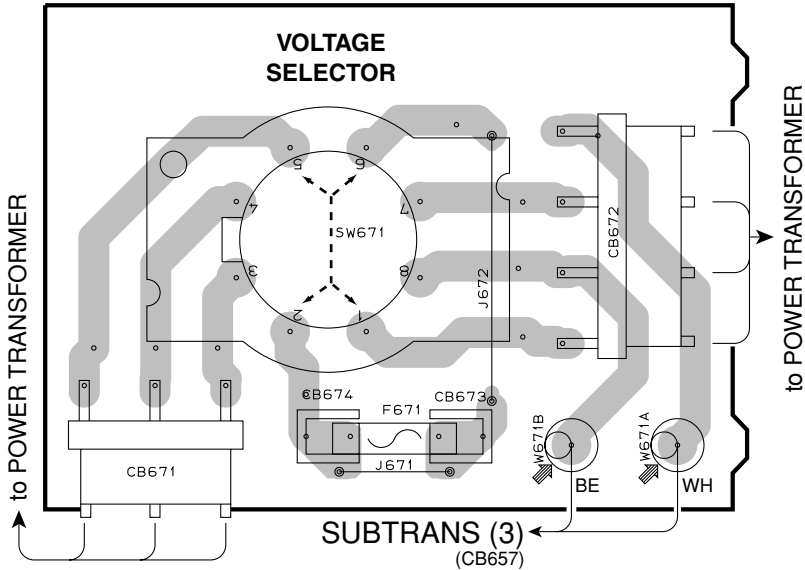 VOLTAGE
SELECTOR
to POWER TRANSFORMER
to POWER TRANSFORMER
5
6
4
7
SW671
3
8
2
1
CB672
J672
CB674
CB673
F671
J671
CB671
W671B
W671A
BE
WH
SUBTRANS (3)
(CB657)